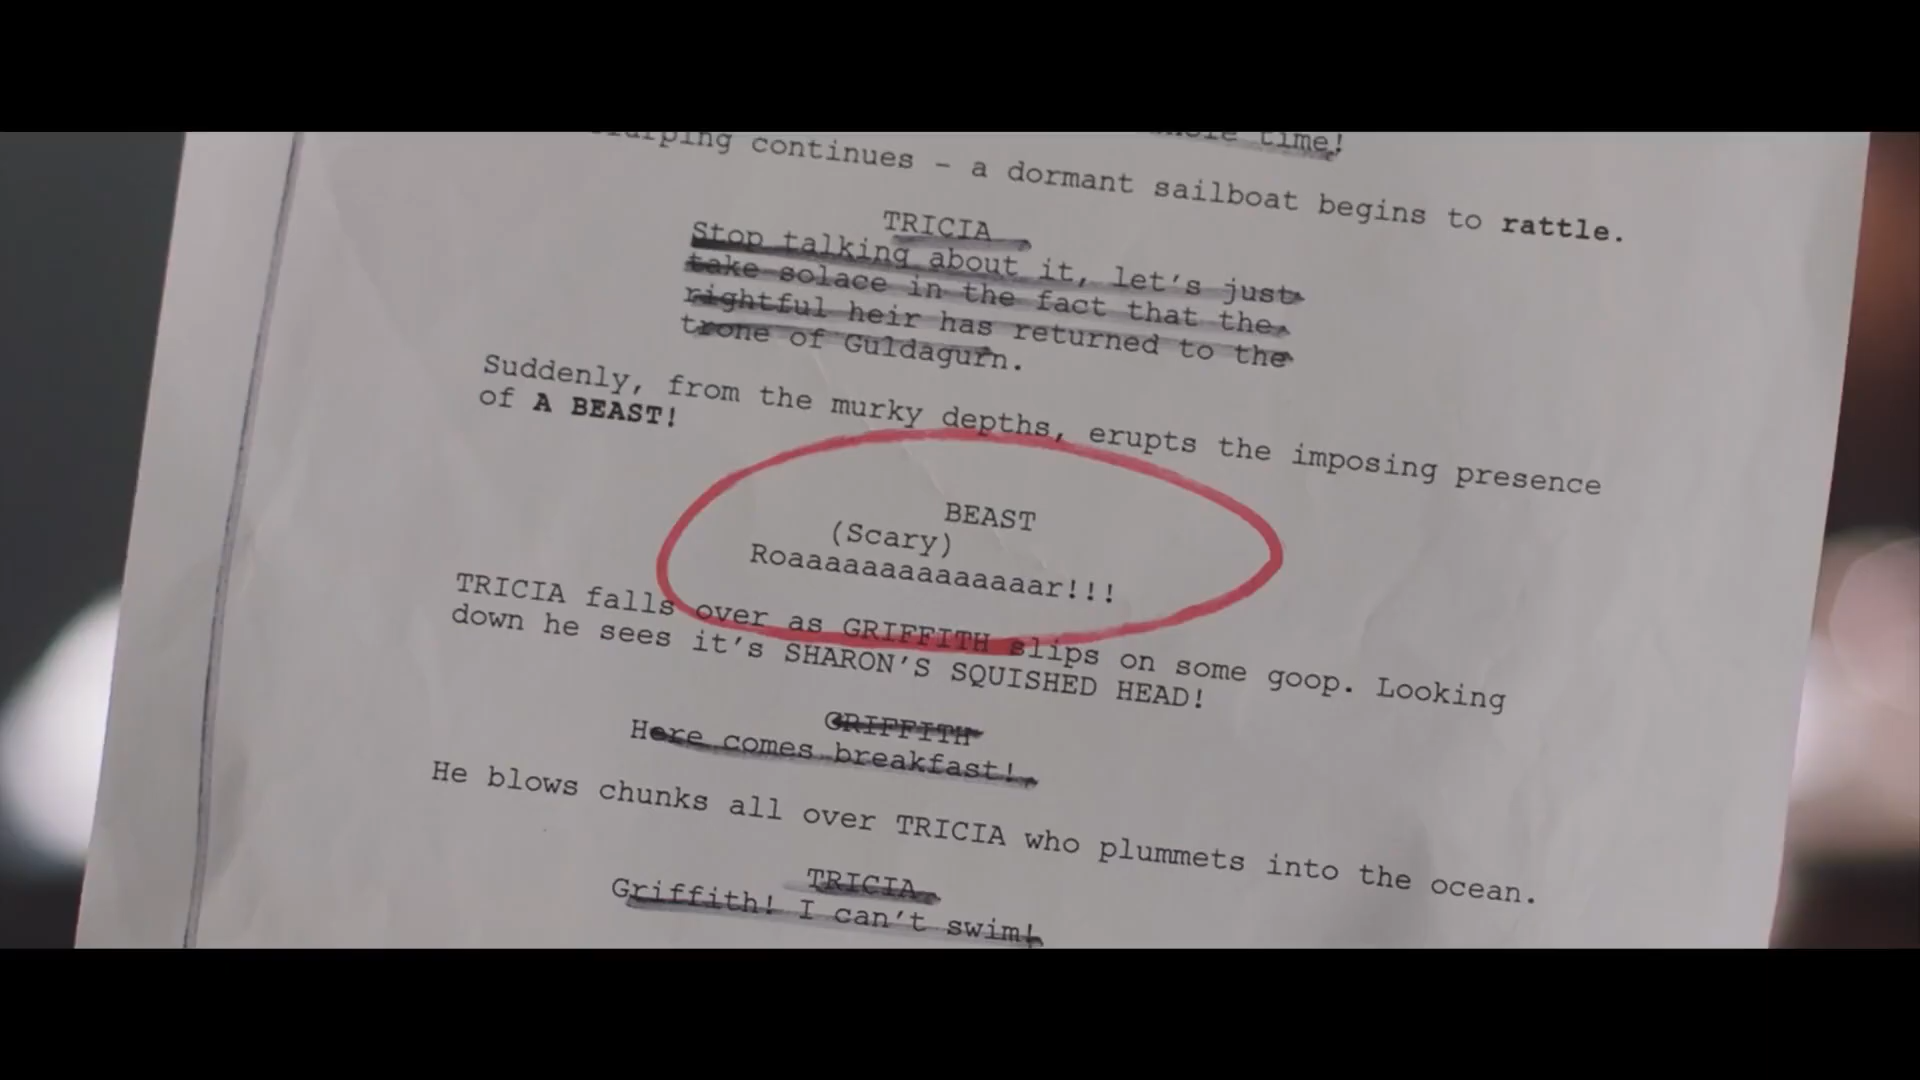 time!
continues – a dormant sailboat begins to rattle.
TRICIA
Stop talking about it, let's just
take solace in the fact that the
rightful heir has returned to the
trone of Guldagurn.
Suddenly, from the murky depths, erupts the imposing presence
of A BEAST!
BEAST
(Scary)
Roaaaaaaaaaaaaaaar!!!
TRICIA falls over as GRIFFITH slips on some goop. Looking
down he sees it's SHARON'S SQUISHED HEAD!
GRIFFITH
Here comes breakfast!
He blows chunks all over TRICIA who plummets into the ocean.
TRICIA
Griffith! I can't swim!